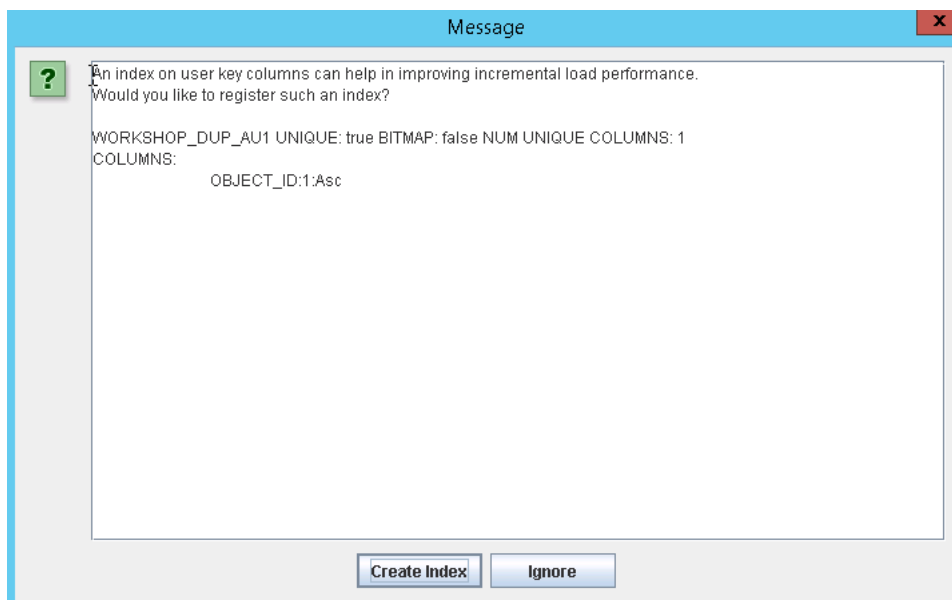 Message
x
?
An index on user key columns can help in improving incremental load performance.
Would you like to register such an index?
WORKSHOP_DUP_AU1 UNIQUE: true BITMAP: false NUM UNIQUE COLUMNS: 1
COLUMNS:
OBJECT_ID:1:Asc
Create Index
Ignore